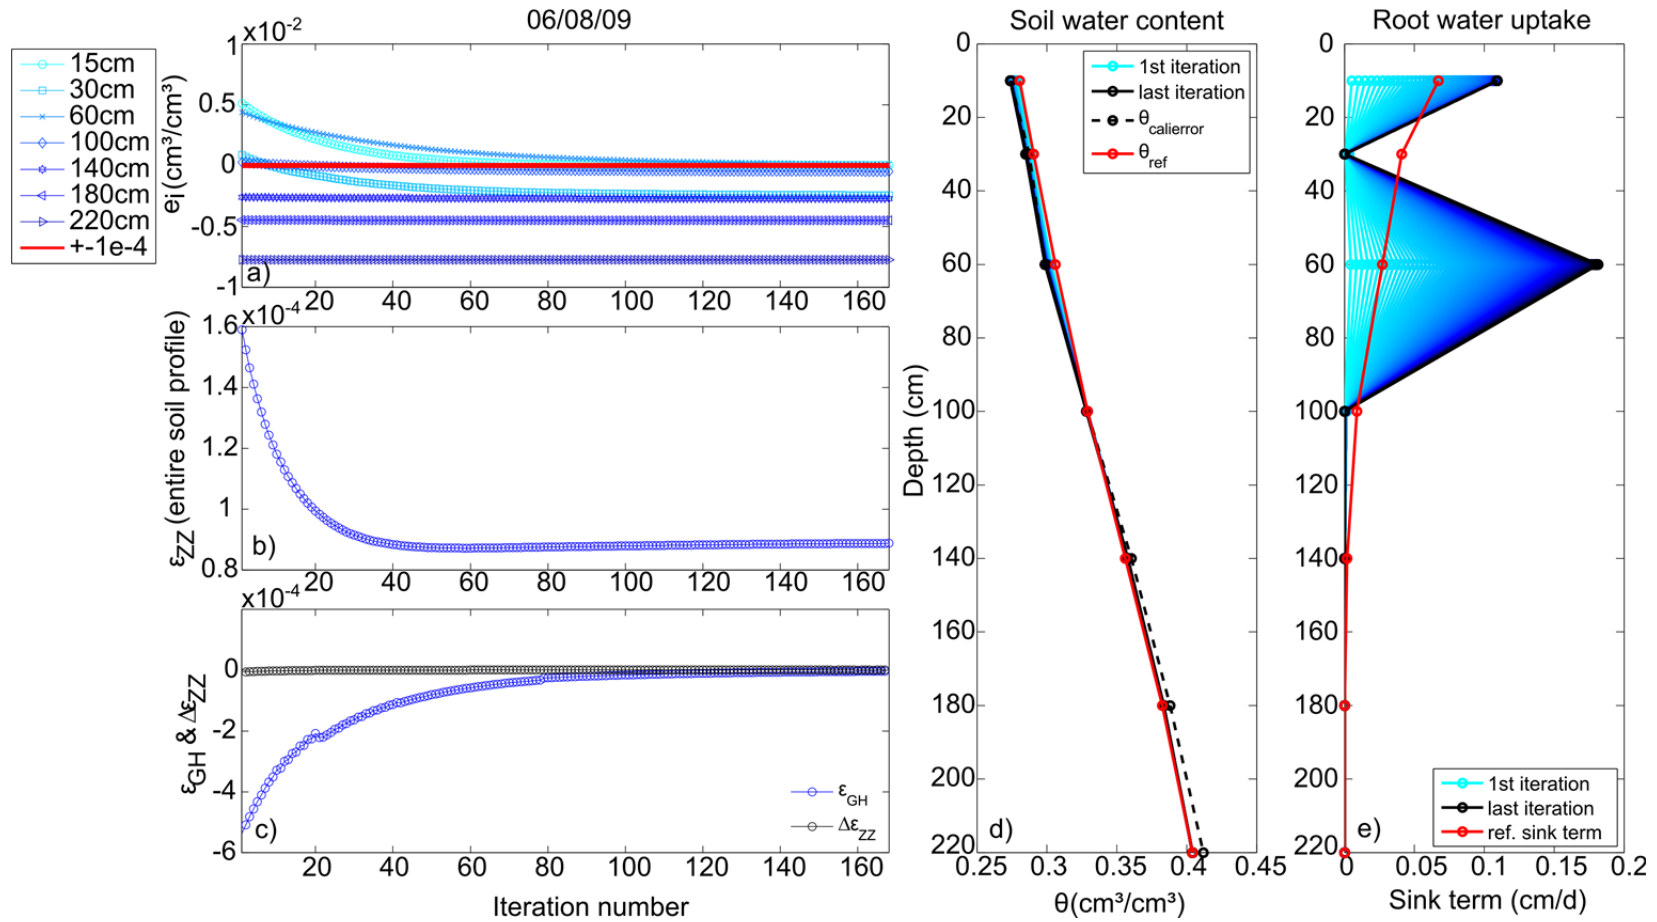 06/08/09
Soil water content
Root water uptake
15cm
30cm
60cm
100cm
140cm
180cm
220cm
+-1e-4
x10⁻²
1
0.5
0
-0.5
-1
eᵢ(cm³/cm³)
a)
20 40 60 80 100 120 140 160
x10⁻⁴
1.6
1.4
1.2
1
0.8
ε_ZZ (entire soil profile)
b)
20 40 60 80 100 120 140 160
x10⁻⁴
0
-2
-4
-6
ε_GH & Δε_ZZ
ε_GH
Δε_ZZ
c)
20 40 60 80 100 120 140 160
Iteration number
0
20
40
60
80
100
120
140
160
180
200
220
Depth (cm)
1st iteration
last iteration
θ_calierror
θ_ref
d)
0.25 0.3 0.35 0.4 0.45
θ(cm³/cm³)
0
20
40
60
80
100
120
140
160
180
200
220
1st iteration
last iteration
ref. sink term
e)
0 0.05 0.1 0.15 0.2
Sink term (cm/d)